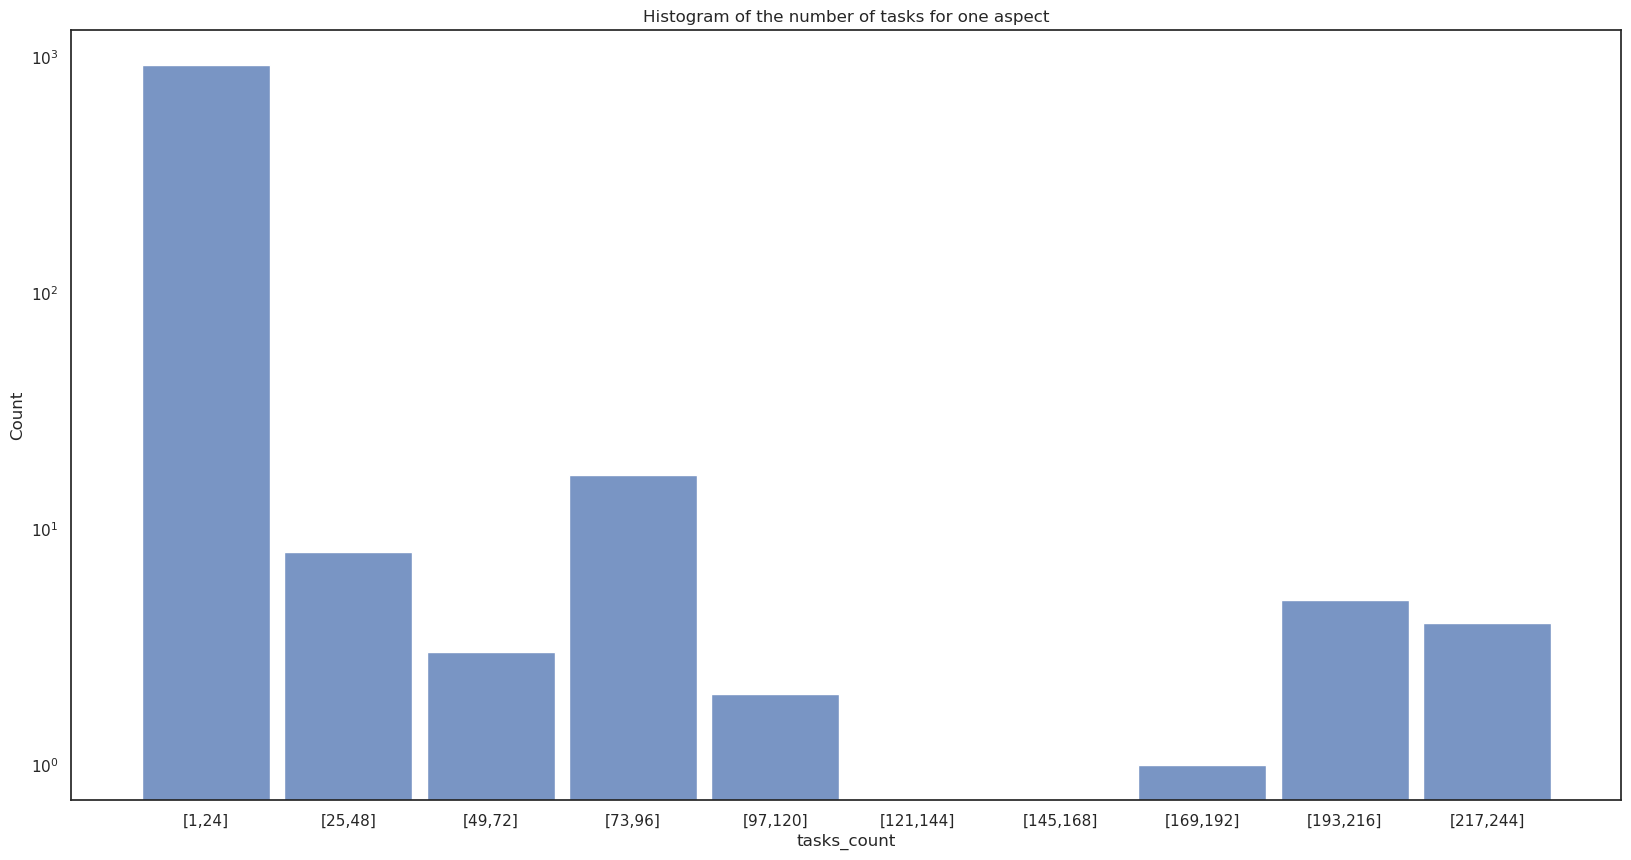 Histogram of the number of tasks for one aspect
10³
10²
10¹
10⁰
Count
[1,24] [25,48] [49,72] [73,96] [97,120] [121,144] [145,168] [169,192] [193,216] [217,244]
tasks_count